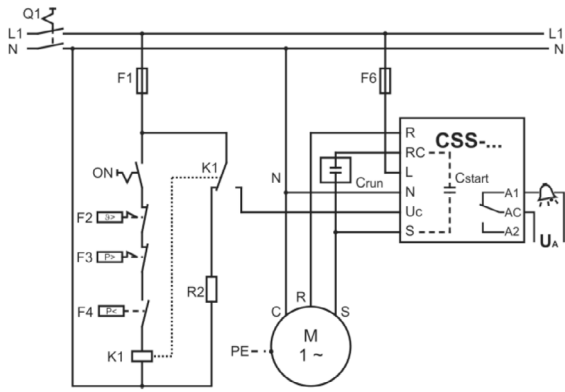 Q1
L1 L1
N N
F1 F6
CSS-...
R
RC
ON K1 Crun L Cstart
N N A1
F2 ϑ> Uc AC
S A2 UA
F3 P>
R2
F4 P<
C R S
K1 M
PE 1 ~